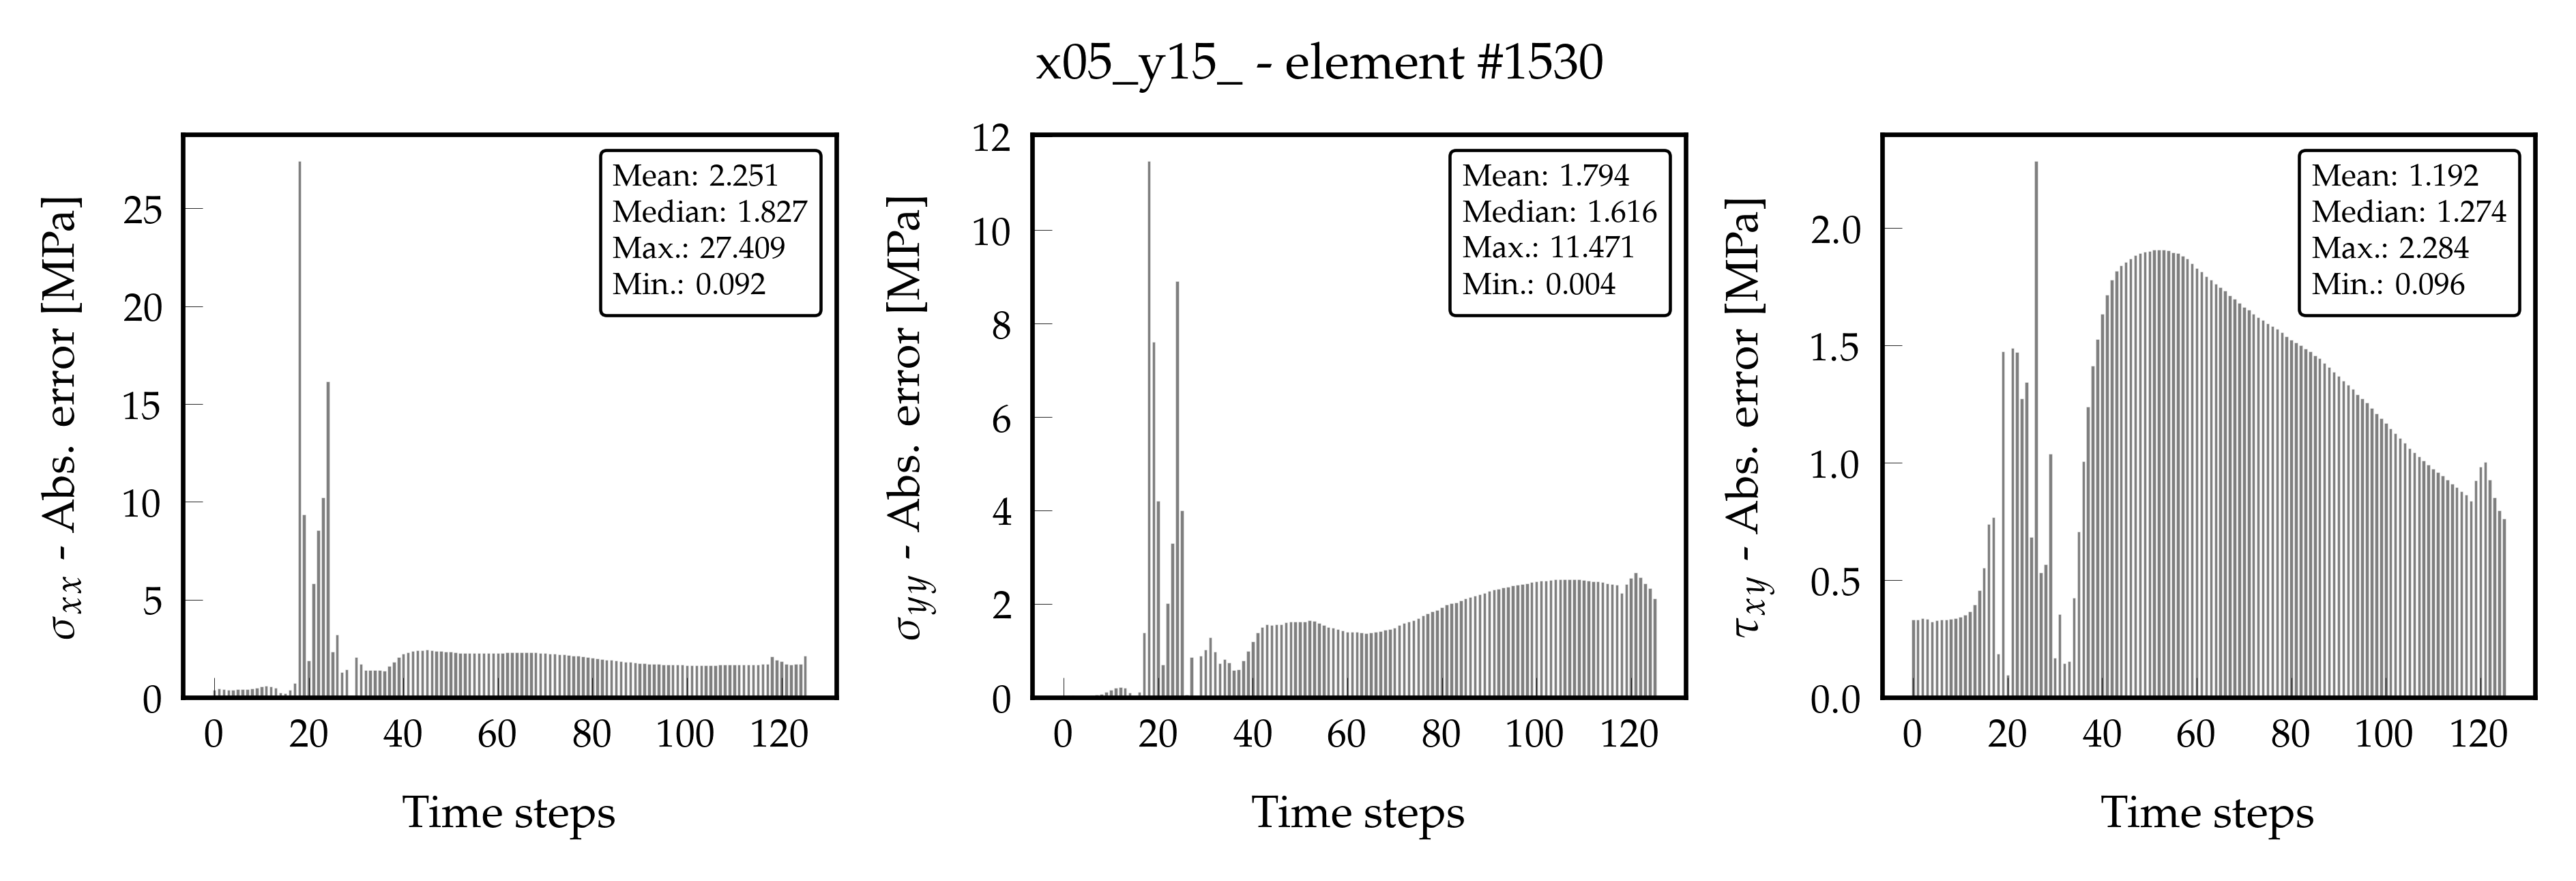 x05_y15_ - element #1530
σxx - Abs. error [MPa]
25
20
15
10
5
0
Mean: 2.251
Median: 1.827
Max.: 27.409
Min.: 0.092
0 20 40 60 80 100 120
Time steps
σyy - Abs. error [MPa]
12
10
8
6
4
2
0
Mean: 1.794
Median: 1.616
Max.: 11.471
Min.: 0.004
0 20 40 60 80 100 120
Time steps
τxy - Abs. error [MPa]
2.0
1.5
1.0
0.5
0.0
Mean: 1.192
Median: 1.274
Max.: 2.284
Min.: 0.096
0 20 40 60 80 100 120
Time steps